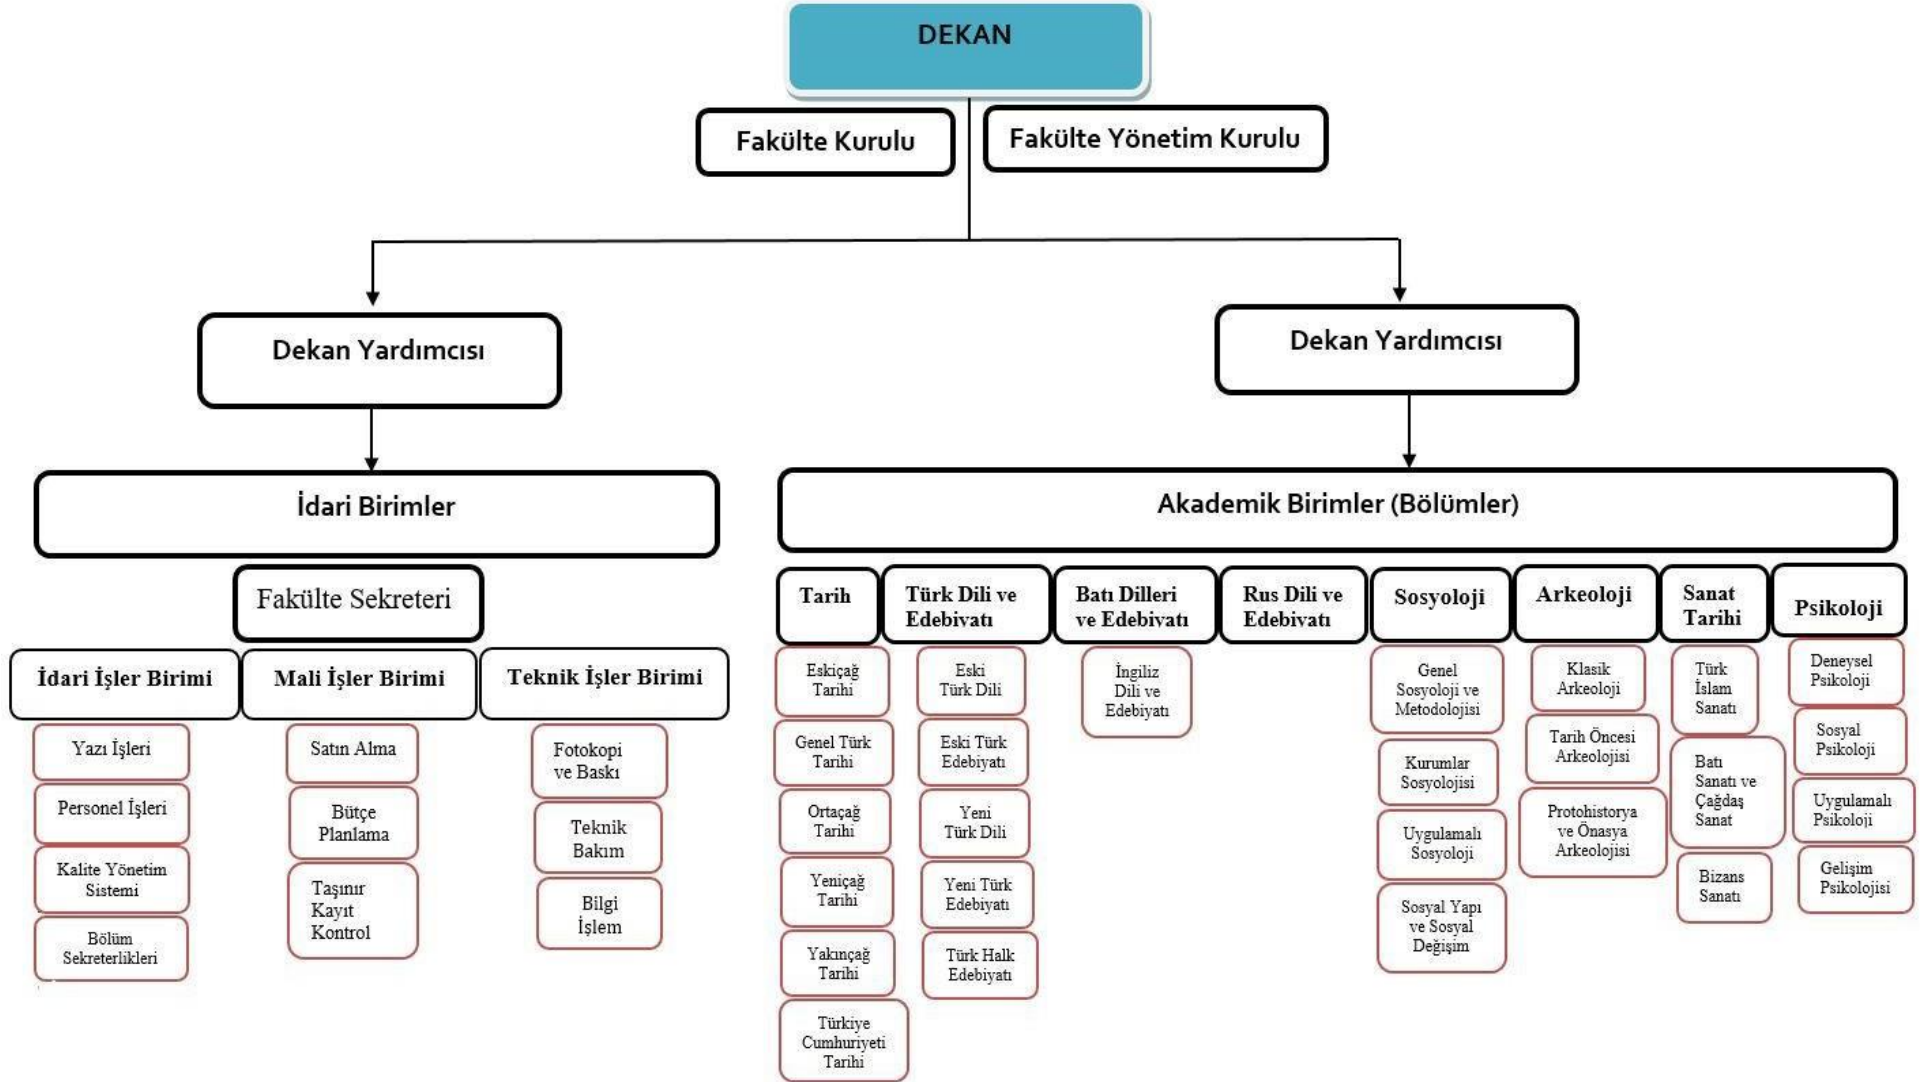 DEKAN
Fakülte Kurulu
Fakülte Yönetim Kurulu
Dekan Yardımcısı
Dekan Yardımcısı
İdari Birimler
Akademik Birimler (Bölümler)
Fakülte Sekreteri
İdari İşler Birimi
Mali İşler Birimi
Teknik İşler Birimi
Yazı İşleri
Personel İşleri
Kalite Yönetim
Sistemi
Bölüm
Sekreterlikleri
Satın Alma
Bütçe
Planlama
Taşınır
Kayıt
Kontrol
Fotokopi
ve Baskı
Teknik
Bakım
Bilgi
İşlem
Tarih
Eskiçağ
Tarihi
Genel Türk
Tarihi
Ortaçağ
Tarihi
Yeniçağ
Tarihi
Yakınçağ
Tarihi
Türkiye
Cumhuriyeti
Tarihi
Türk Dili ve
Edebivatı
Eski
Türk Dili
Eski Türk
Edebiyatı
Yeni
Türk Dili
Yeni Türk
Edebiyatı
Türk Halk
Edebiyatı
Batı Dilleri
ve Edebivatı
İngiliz
Dili ve
Edebiyatı
Rus Dili ve
Edebivatı
Sosyoloji
Genel
Sosyoloji ve
Metodolojisi
Kurumlar
Sosyolojisi
Uygulamalı
Sosyoloji
Sosyal Yapı
ve Sosyal
Değişim
Arkeoloji
Klasik
Arkeoloji
Tarih Öncesi
Arkeolojisi
Protohistorya
ve Önasya
Arkeolojisi
Sanat
Tarihi
Türk
İslam
Sanatı
Batı
Sanatı ve
Çağdaş
Sanat
Bizans
Sanatı
Psikoloji
Deneysel
Psikoloji
Sosyal
Psikoloji
Uygulamalı
Psikoloji
Gelişim
Psikolojisi